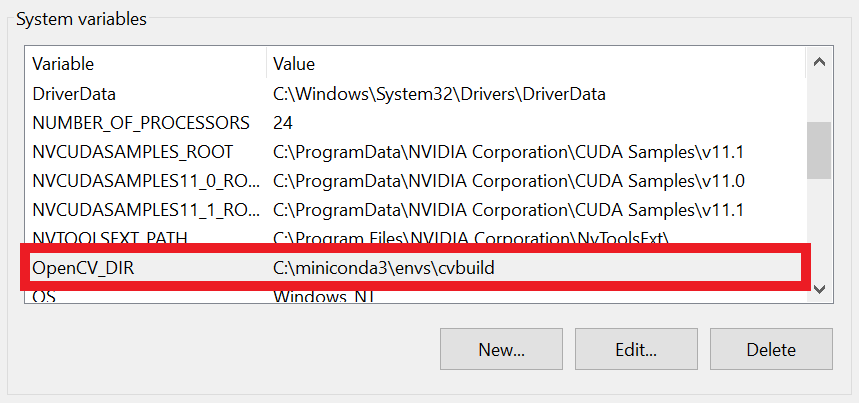 System variables
Variable Value
DriverData C:\Windows\System32\Drivers\DriverData
NUMBER_OF_PROCESSORS 24
NVCUDASAMPLES_ROOT C:\ProgramData\NVIDIA Corporation\CUDA Samples\v11.1
NVCUDASAMPLES11_0_RO... C:\ProgramData\NVIDIA Corporation\CUDA Samples\v11.0
NVCUDASAMPLES11_1_RO... C:\ProgramData\NVIDIA Corporation\CUDA Samples\v11.1
NVTOOLSEXT_PATH C:\Program Files\NVIDIA Corporation\NvToolsExt\
OpenCV_DIR C:\miniconda3\envs\cvbuild
OS Windows_NT
New... Edit... Delete